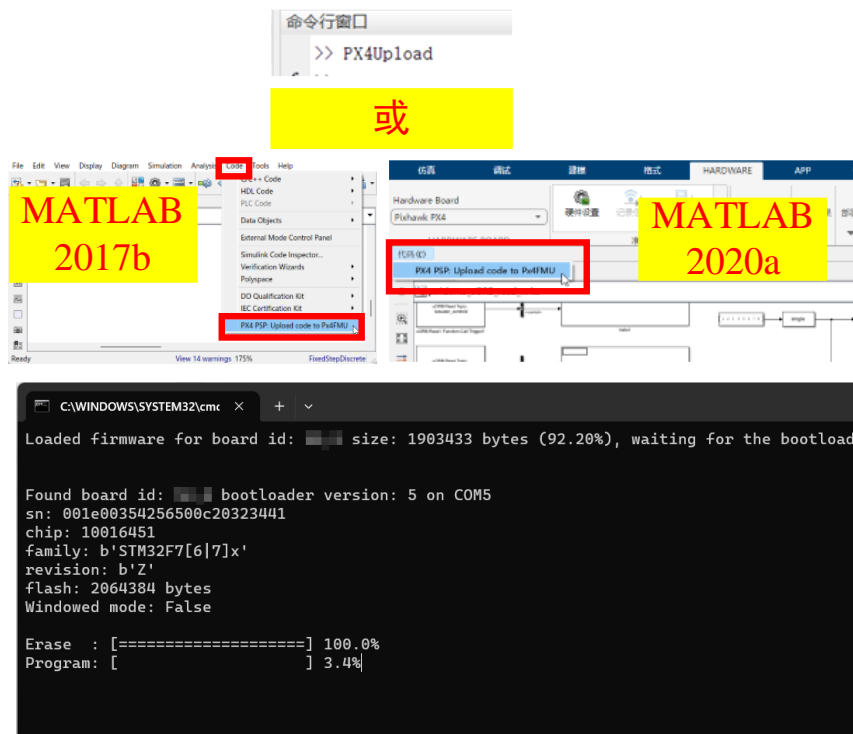 命令行窗口
>> PX4Upload
或
File Edit View Display Diagram Simulation Analysis Code Tools Help
C/C++ Code
HDL Code
PLC Code
Data Objects
External Mode Control Panel
Simulink Code Inspector...
Verification Wizards
Polyspace
DO Qualification Kit
IEC Certification Kit
PX4 PSP: Upload code to Px4FMU
MATLAB
2017b
Ready View 14 warnings 175% FixedStepDiscrete
仿真 调试 建模 格式 HARDWARE APP
Hardware Board
Pixhawk PX4
硬件设置
HARDWARE BOARD
代码(C)
PX4 PSP: Upload code to Px4FMU
MATLAB
2020a
single
C:\WINDOWS\SYSTEM32\cmc
Loaded firmware for board id: size: 1903433 bytes (92.20%), waiting for the bootload
Found board id: bootloader version: 5 on COM5
sn: 001e00354256500c20323441
chip: 10016451
family: b'STM32F7[6|7]x'
revision: b'Z'
flash: 2064384 bytes
Windowed mode: False
Erase : [====================] 100.0%
Program: [ ] 3.4%